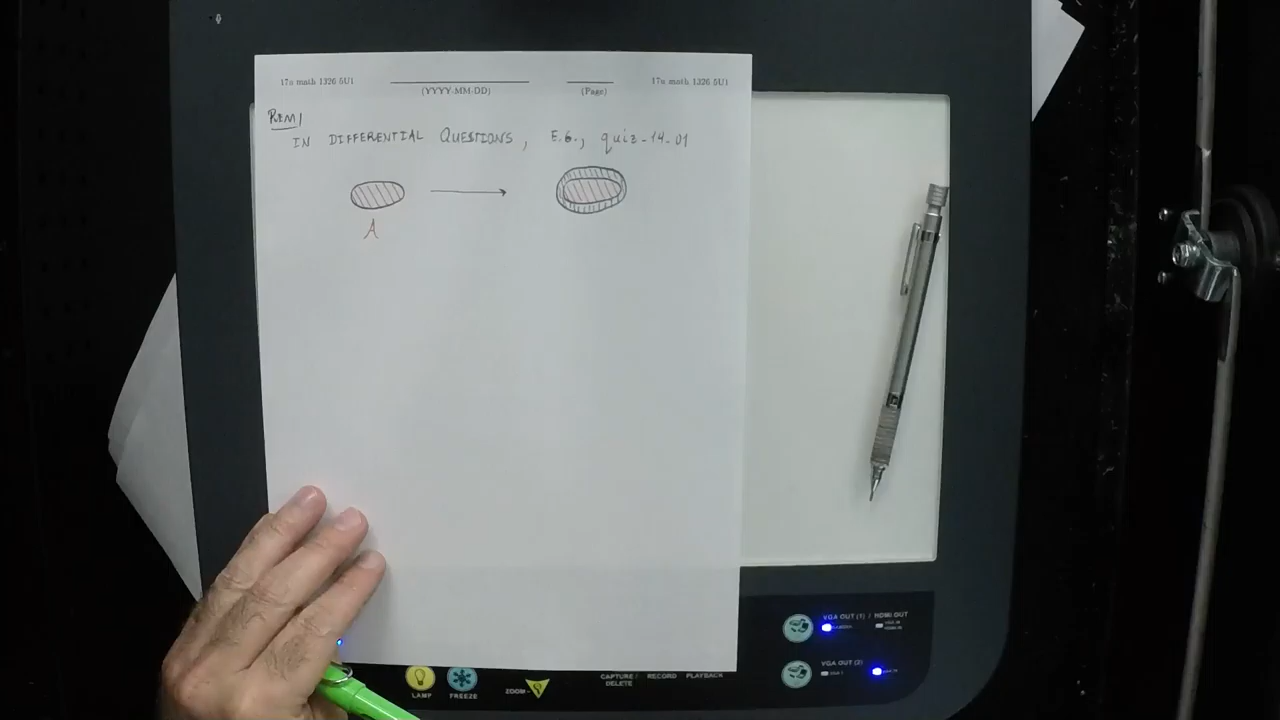 17a math 1326 5U1 17a math 1326 5U1
(YYYY-MM-DD) (Page)
REM/
IN DIFFERENTIAL QUESTIONS, E.G., quiz-14-01
A
VGA OUT (1) / HDMI OUT
VGA OUT (2)
LAMP FREEZE ZOOM CAPTURE/ DELETE RECORD PLAYBACK